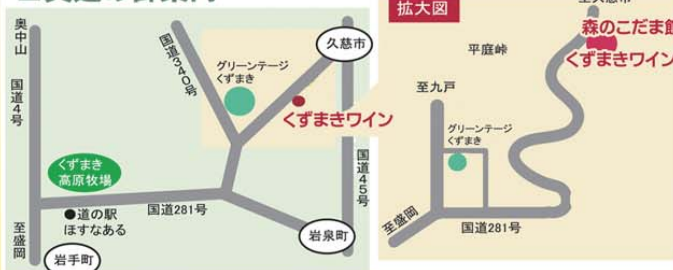 拡大図
奥中山
国道4号
国道340号
グリーンテージ
くずまき
久慈市
くずまきワイン
くずまき
高原牧場
国道281号
●道の駅
ほすなある
至盛岡
岩手町
岩泉町
国道45号
森のこだま館
くずまきワイン
平庭峠
至九戸
グリーンテージ
くずまき
至盛岡
国道281号